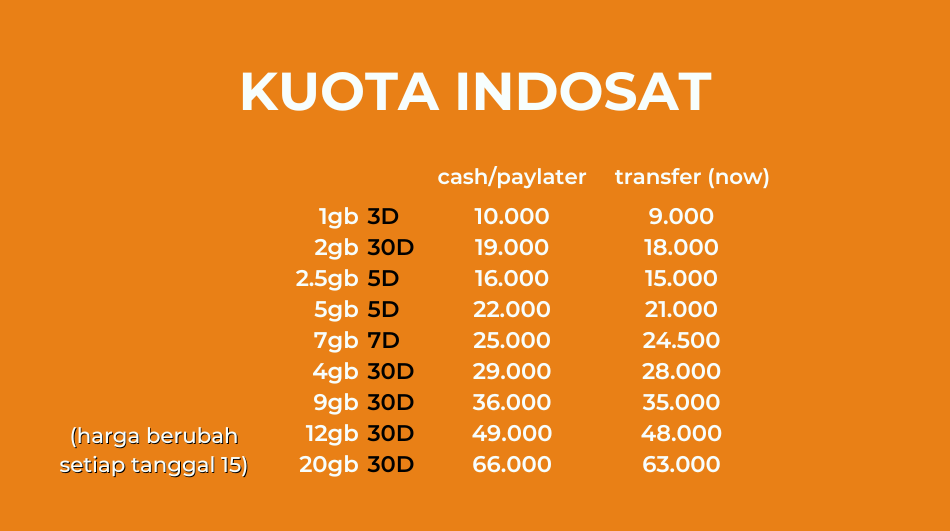 KUOTA INDOSAT
cash/paylater transfer (now)
1gb 3D 10.000 9.000
2gb 30D 19.000 18.000
2.5gb 5D 16.000 15.000
5gb 5D 22.000 21.000
7gb 7D 25.000 24.500
4gb 30D 29.000 28.000
9gb 30D 36.000 35.000
12gb 30D 49.000 48.000
20gb 30D 66.000 63.000
(harga berubah
setiap tanggal 15)